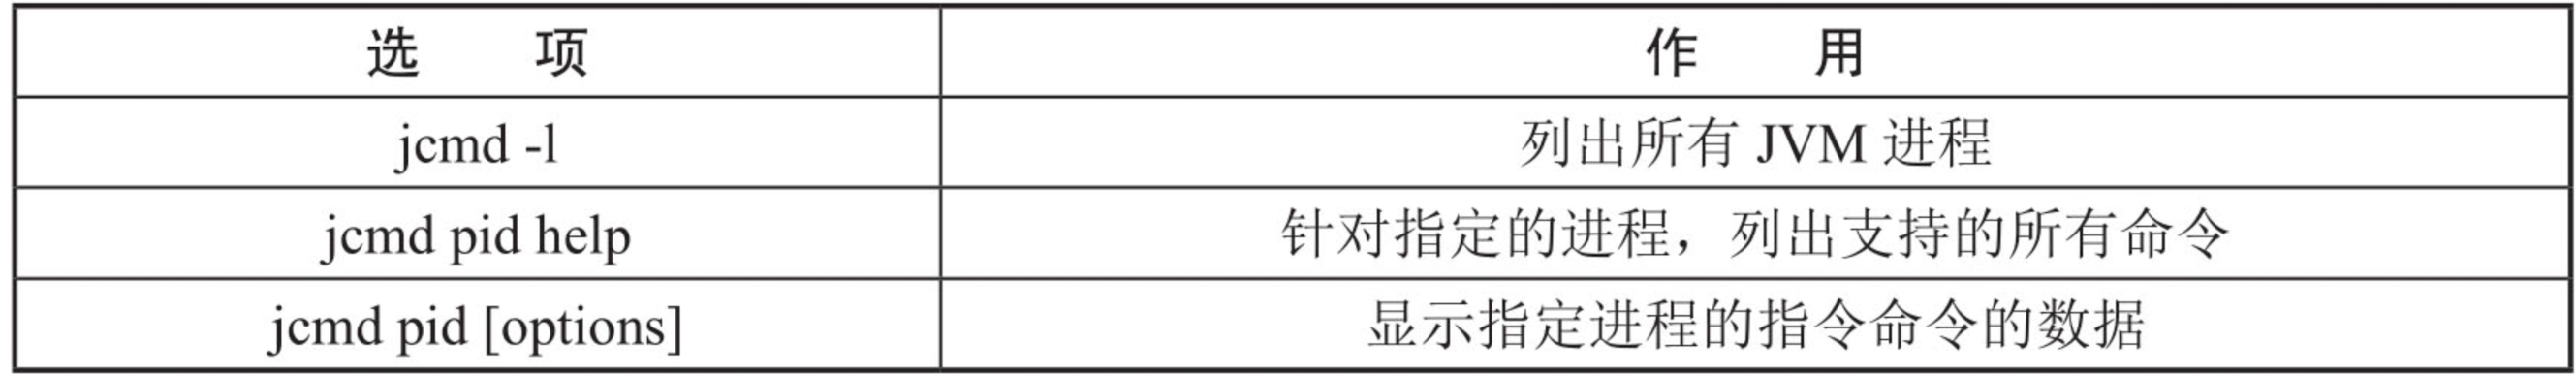 选 项 作 用
jcmd -l 列出所有 JVM 进程
jcmd pid help 针对指定的进程，列出支持的所有命令
jcmd pid [options] 显示指定进程的指令命令的数据